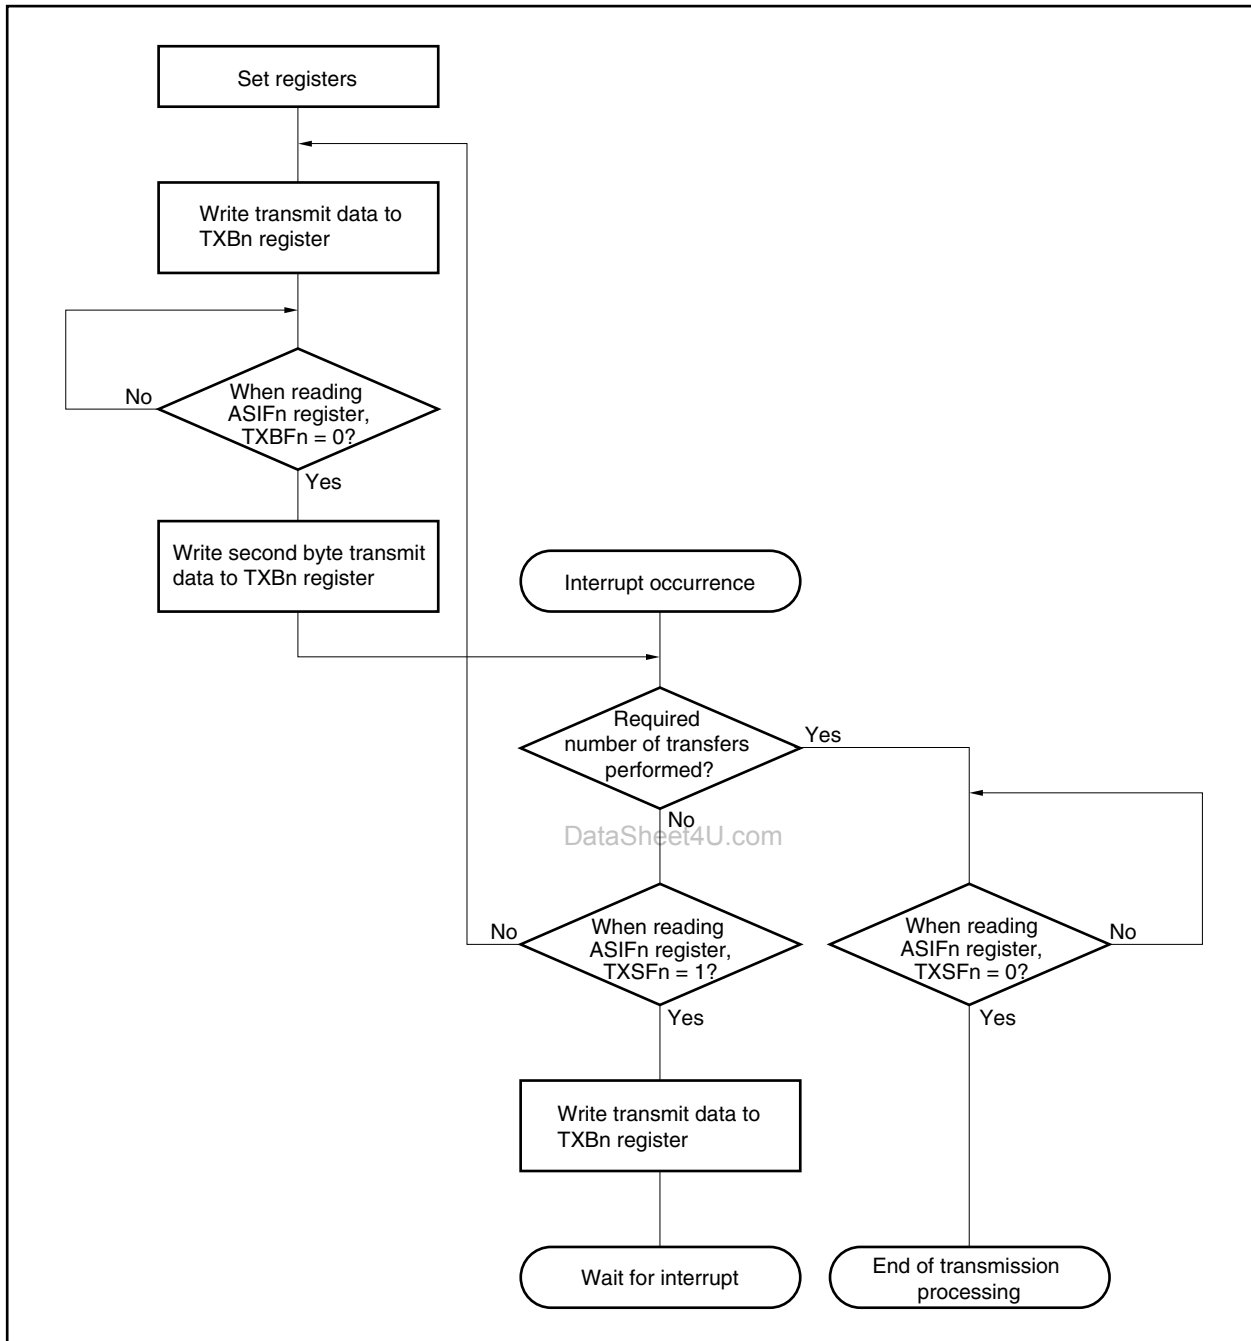 Set registers
Write transmit data to
TXBn register
No
When reading
ASIFn register,
TXBFn = 0?
Yes
Write second byte transmit
data to TXBn register
Interrupt occurrence
Required
number of transfers
performed?
Yes
No
DataSheet4U.com
No
When reading
ASIFn register,
TXSFn = 1?
Yes
When reading
ASIFn register,
TXSFn = 0?
No
Yes
Write transmit data to
TXBn register
Wait for interrupt
End of transmission
processing